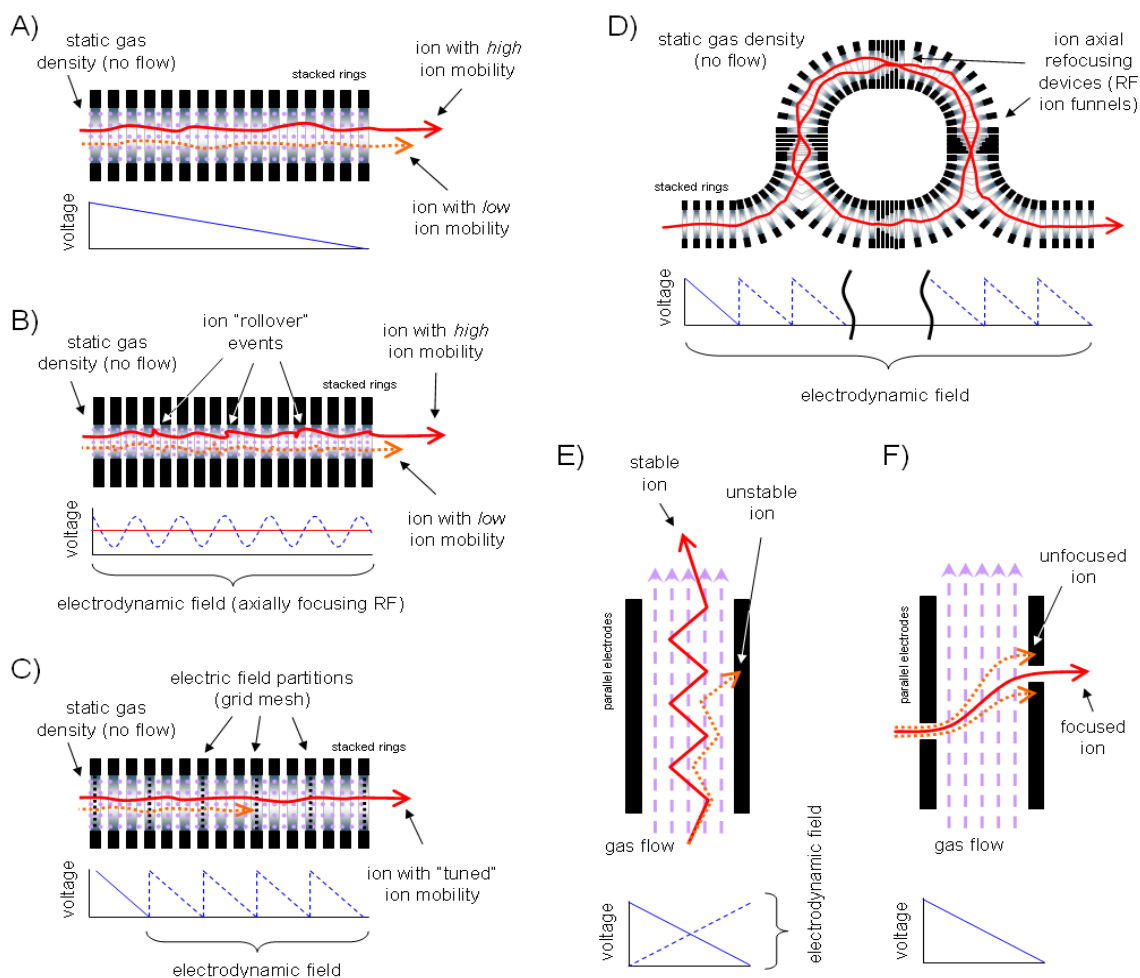 A)
static gas
density (no flow)
stacked rings
ion with high
ion mobility
ion with low
ion mobility
voltage
B)
ion "rollover"
events
static gas
density (no flow)
ion with high
ion mobility
stacked rings
ion with low
ion mobility
voltage
electrodynamic field (axially focusing RF)
C)
electric field partitions
(grid mesh)
static gas
density (no flow)
stacked rings
ion with "tuned"
ion mobility
voltage
electrodynamic field
D)
static gas density
(no flow)
ion axial
refocusing
devices (RF
ion funnels)
stacked rings
voltage
electrodynamic field
E)
stable
ion
unstable
ion
parallel electrodes
gas flow
voltage
electrodynamic field
F)
unfocused
ion
parallel electrodes
focused
ion
gas flow
voltage